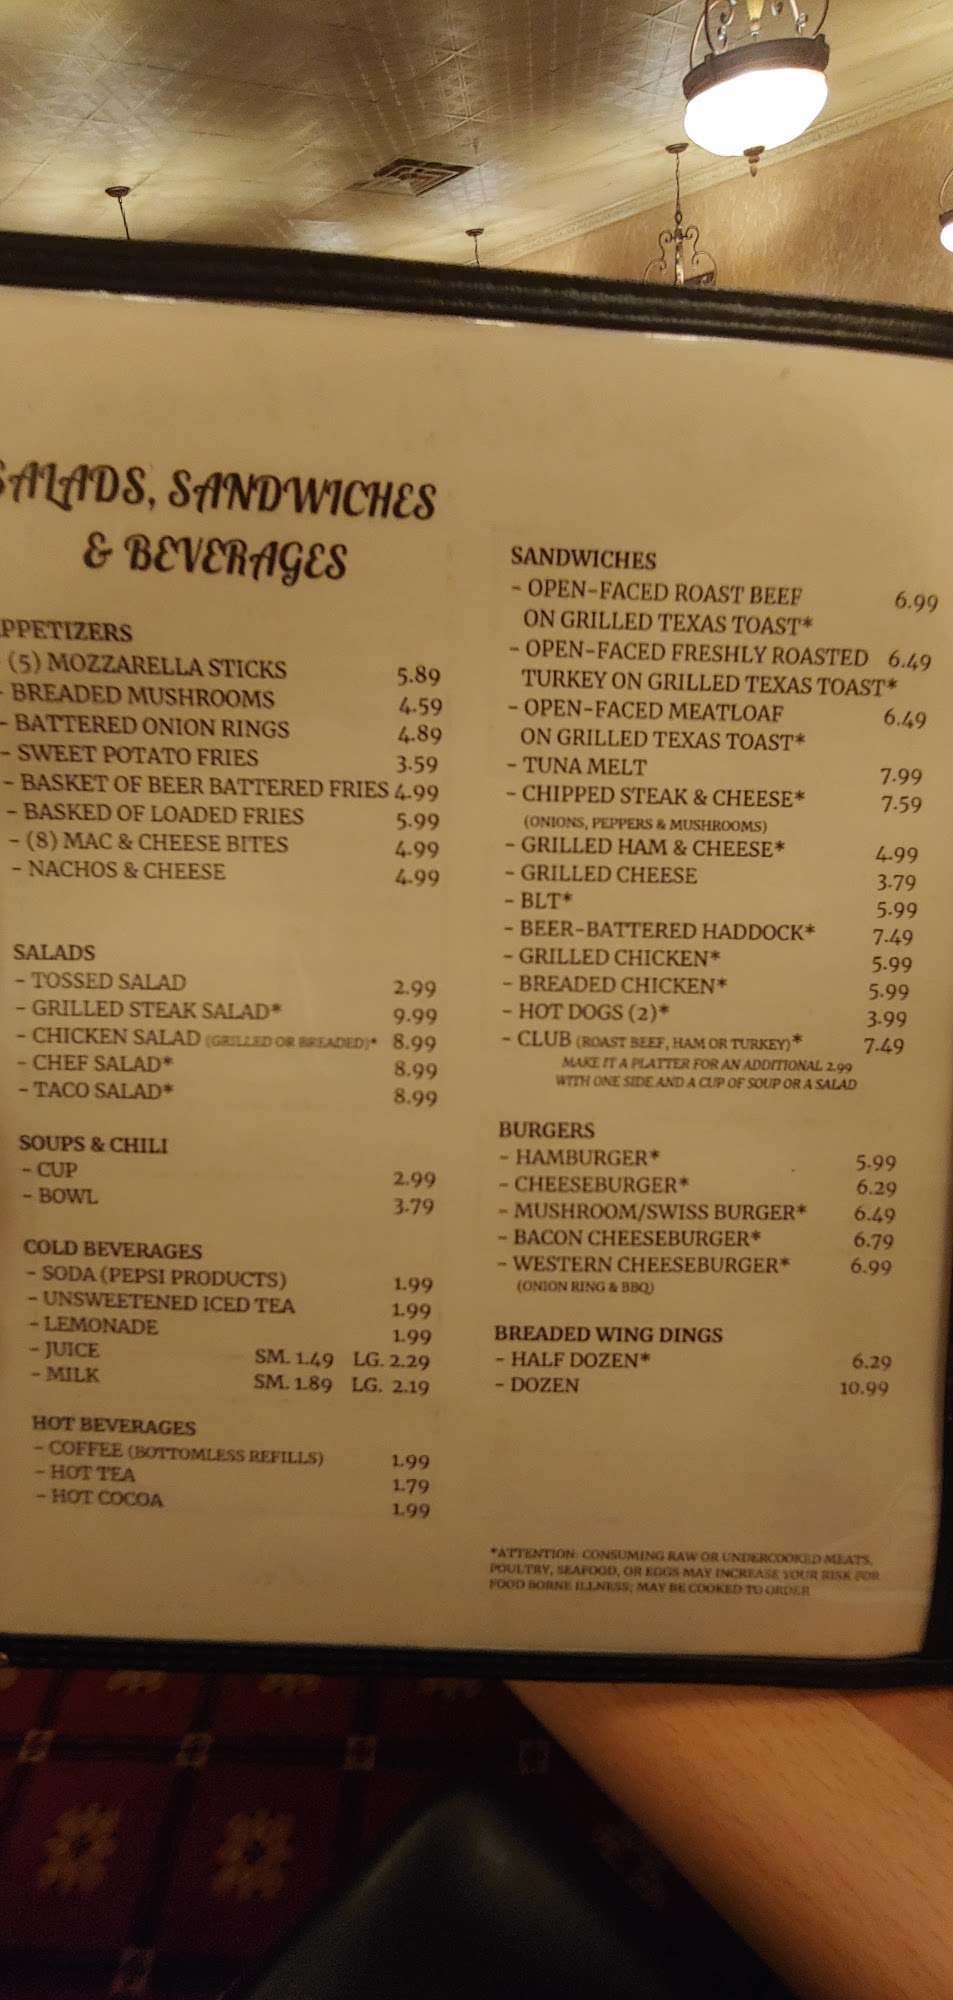 SALADS, SANDWICHES
& BEVERAGES
PPETIZERS
(5) MOZZARELLA STICKS 5.89
- BREADED MUSHROOMS 4.59
- BATTERED ONION RINGS 4.89
- SWEET POTATO FRIES 3.59
- BASKET OF BEER BATTERED FRIES 4.99
- BASKED OF LOADED FRIES 5.99
- (8) MAC & CHEESE BITES 4.99
- NACHOS & CHEESE 4.99
SALADS
- TOSSED SALAD 2.99
- GRILLED STEAK SALAD* 9.99
- CHICKEN SALAD (GRILLED OR BREADED)* 8.99
- CHEF SALAD* 8.99
- TACO SALAD* 8.99
SOUPS & CHILI
- CUP 2.99
- BOWL 3.79
COLD BEVERAGES
- SODA (PEPSI PRODUCTS) 1.99
- UNSWEETENED ICED TEA 1.99
- LEMONADE 1.99
- JUICE SM. 1.49 LG. 2.29
- MILK SM. 1.89 LG. 2.19
HOT BEVERAGES
- COFFEE (BOTTOMLESS REFILLS) 1.99
- HOT TEA 1.79
- HOT COCOA 1.99
SANDWICHES
- OPEN-FACED ROAST BEEF 6.99
ON GRILLED TEXAS TOAST*
- OPEN-FACED FRESHLY ROASTED 6.49
TURKEY ON GRILLED TEXAS TOAST*
- OPEN-FACED MEATLOAF 6.49
ON GRILLED TEXAS TOAST*
- TUNA MELT 7.99
- CHIPPED STEAK & CHEESE* 7.59
(ONIONS, PEPPERS & MUSHROOMS)
- GRILLED HAM & CHEESE* 4.99
- GRILLED CHEESE 3.79
- BLT* 5.99
- BEER-BATTERED HADDOCK* 7.49
- GRILLED CHICKEN* 5.99
- BREADED CHICKEN* 5.99
- HOT DOGS (2)* 3.99
- CLUB (ROAST BEEF, HAM OR TURKEY)* 7.49
MAKE IT A PLATTER FOR AN ADDITIONAL 2.99
WITH ONE SIDE AND A CUP OF SOUP OR A SALAD
BURGERS
- HAMBURGER* 5.99
- CHEESEBURGER* 6.29
- MUSHROOM/SWISS BURGER* 6.49
- BACON CHEESEBURGER* 6.79
- WESTERN CHEESEBURGER* 6.99
(ONION RING & BBQ)
BREADED WING DINGS
- HALF DOZEN* 6.29
- DOZEN 10.99
*ATTENTION: CONSUMING RAW OR UNDERCOOKED MEATS,
POULTRY, SEAFOOD, OR EGGS MAY INCREASE YOUR RISK FOR
FOOD BORNE ILLNESS; MAY BE COOKED TO ORDER